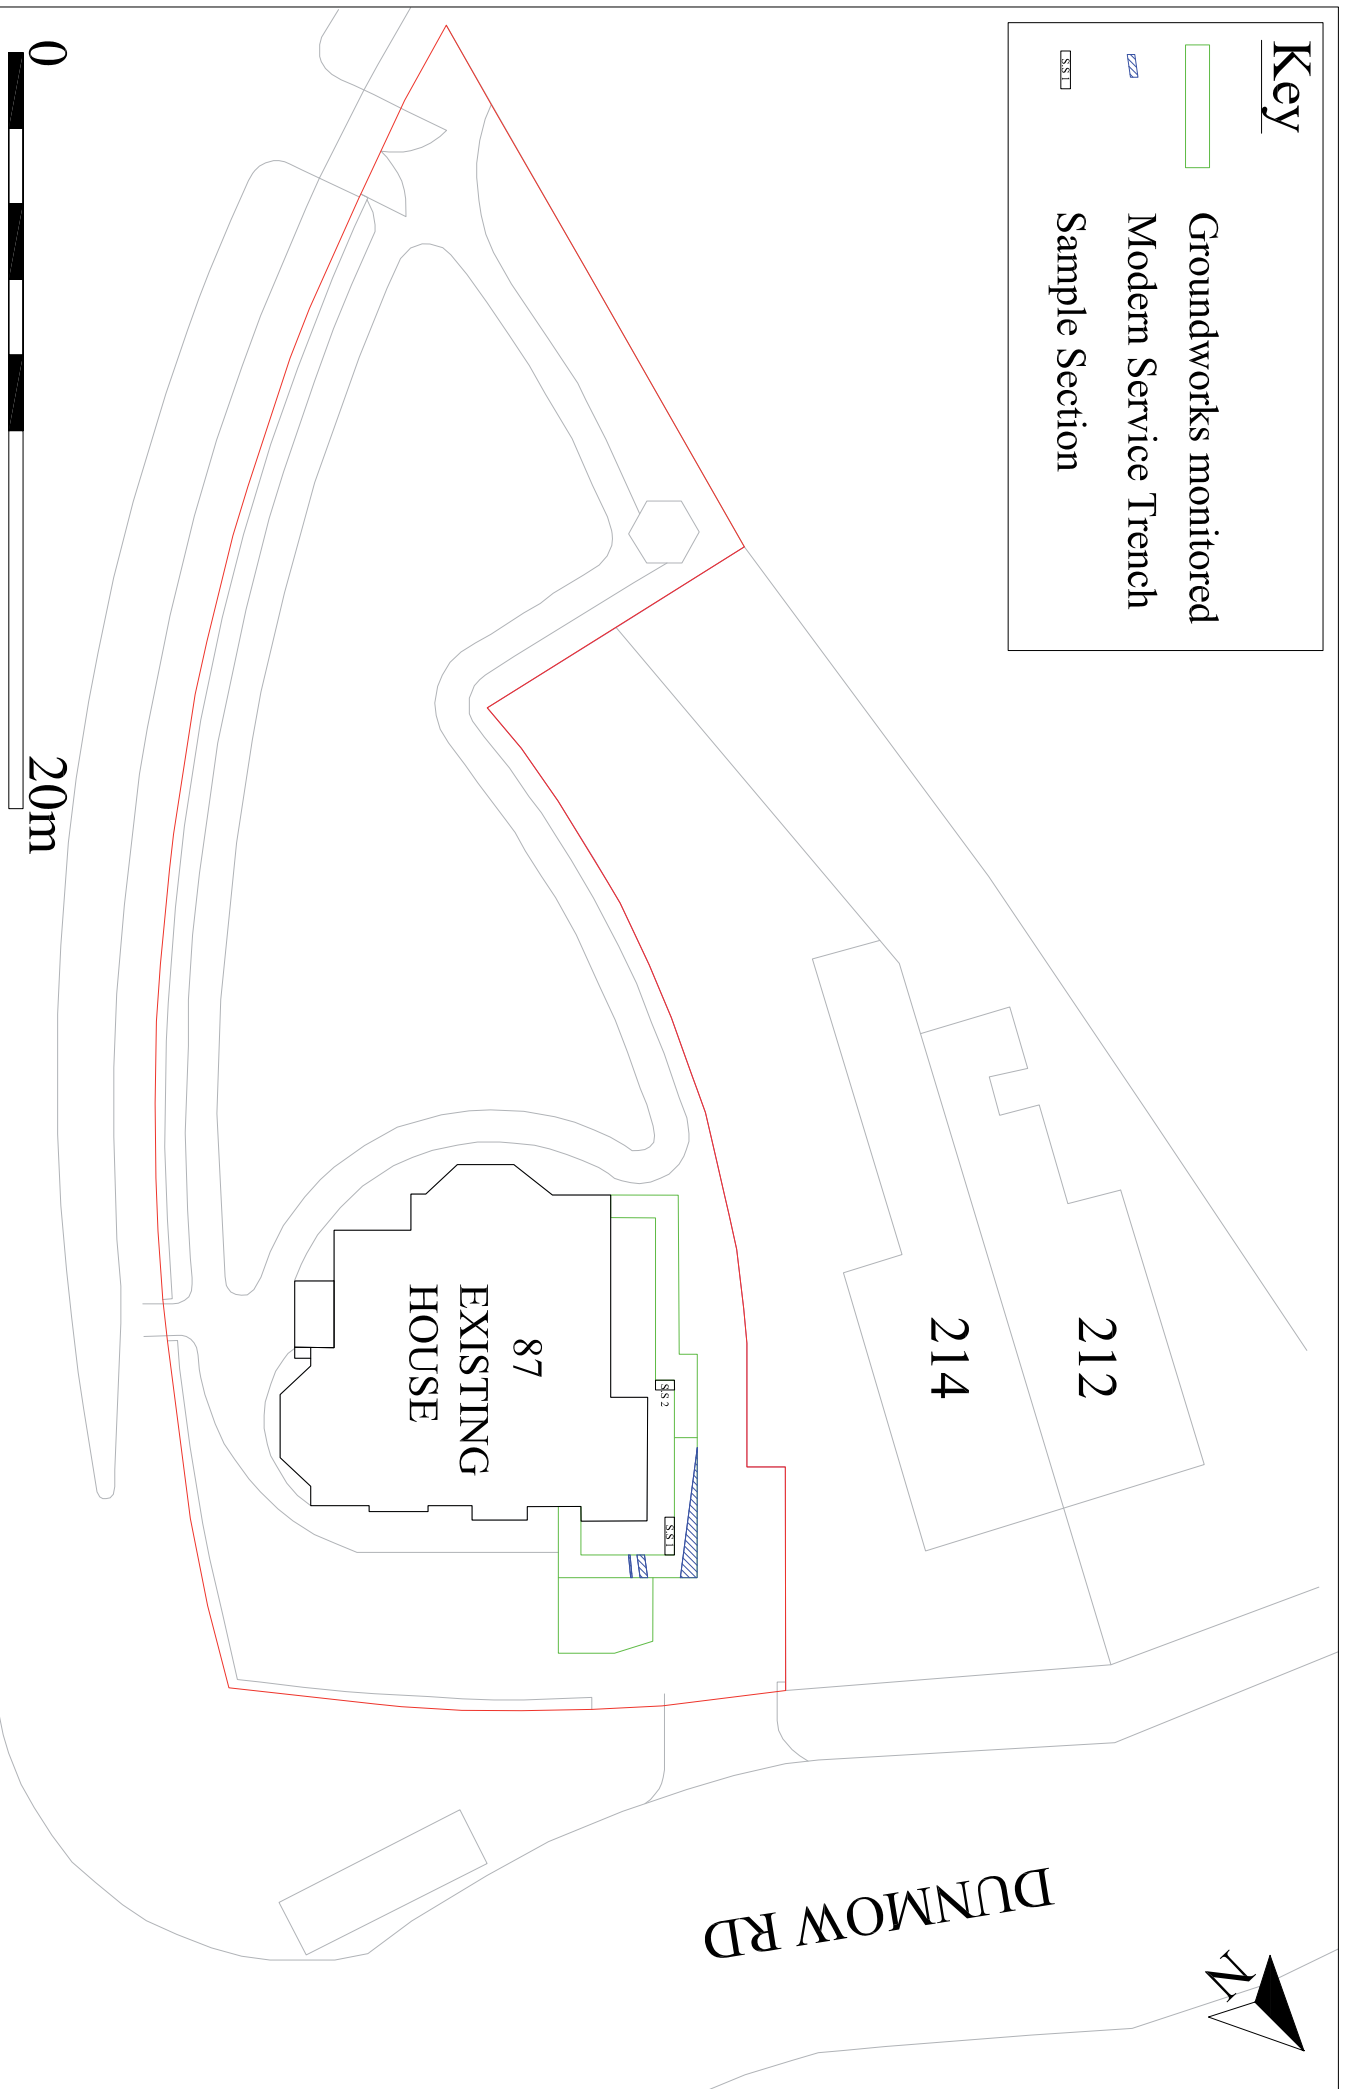 Key
Groundworks monitored
Modern Service Trench
S.S 1
Sample Section
212
214
87
EXISTING
HOUSE
S.S 2
S.S 1
DUNMOW RD
N
0
20m